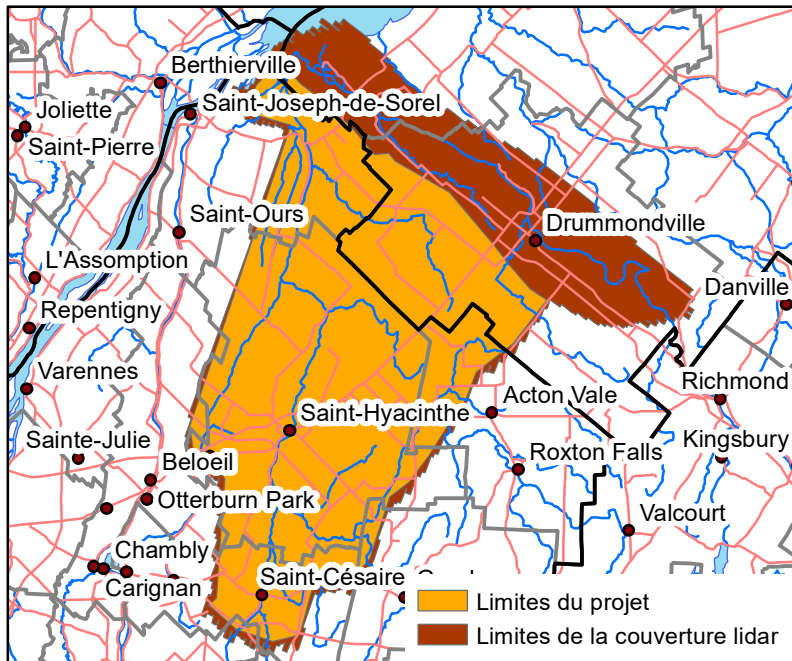 Berthierville
Joliette
Saint-Joseph-de-Sorel
Saint-Pierre
Saint-Ours
Drummondville
L'Assomption
Danville
Repentigny
Varennes
Richmond
Acton Vale
Saint-Hyacinthe
Sainte-Julie
Kingsbury
Roxton Falls
Beloeil
Otterburn Park
Valcourt
Chambly
Carignan
Saint-Césaire
Limites du projet
Limites de la couverture lidar